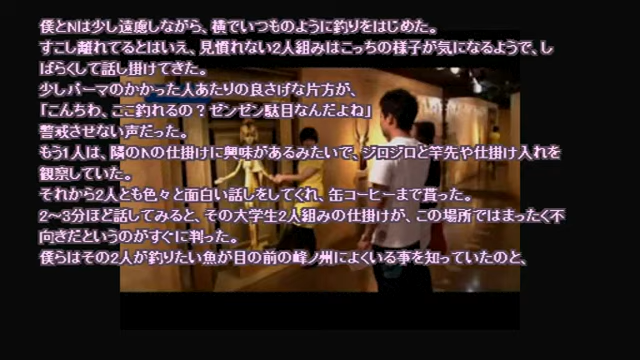 僕とNは少し遠慮しながら、横でいつものように釣りをはじめた。
すこし離れてるとはいえ、見慣れない2人組みはこっちの様子が気になるようで、し
ばらくして話し掛けてきた。
少しパーマのかかった人あたりの良さげな片方が、
「こんちわ、ここ釣れるの？ゼンゼン駄目なんだよね」
警戒させない声だった。
もう1人は、隣のAの仕掛けに興味があるみたいで、ジロジロと竿先や仕掛け入れを
観察していた。
それから2人とも色々と面白い話しをしてくれ、缶コーヒーまで貰った。
2～3分ほど話してみると、その大学生2人組みの仕掛けが、この場所ではまったく不
向きだというのがすぐに判った。
僕らはその2人が釣りたい魚が目の前の峰ノ州によくいる事を知っていたのと、